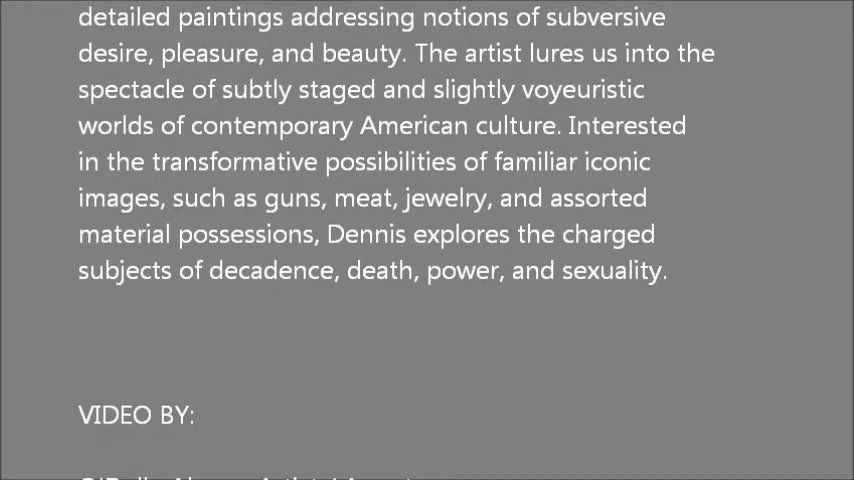 detailed paintings addressing notions of subversive
desire, pleasure, and beauty. The artist lures us into the
spectacle of subtly staged and slightly voyeuristic
worlds of contemporary American culture. Interested
in the transformative possibilities of familiar iconic
images, such as guns, meat, jewelry, and assorted
material possessions, Dennis explores the charged
subjects of decadence, death, power, and sexuality.
VIDEO BY: